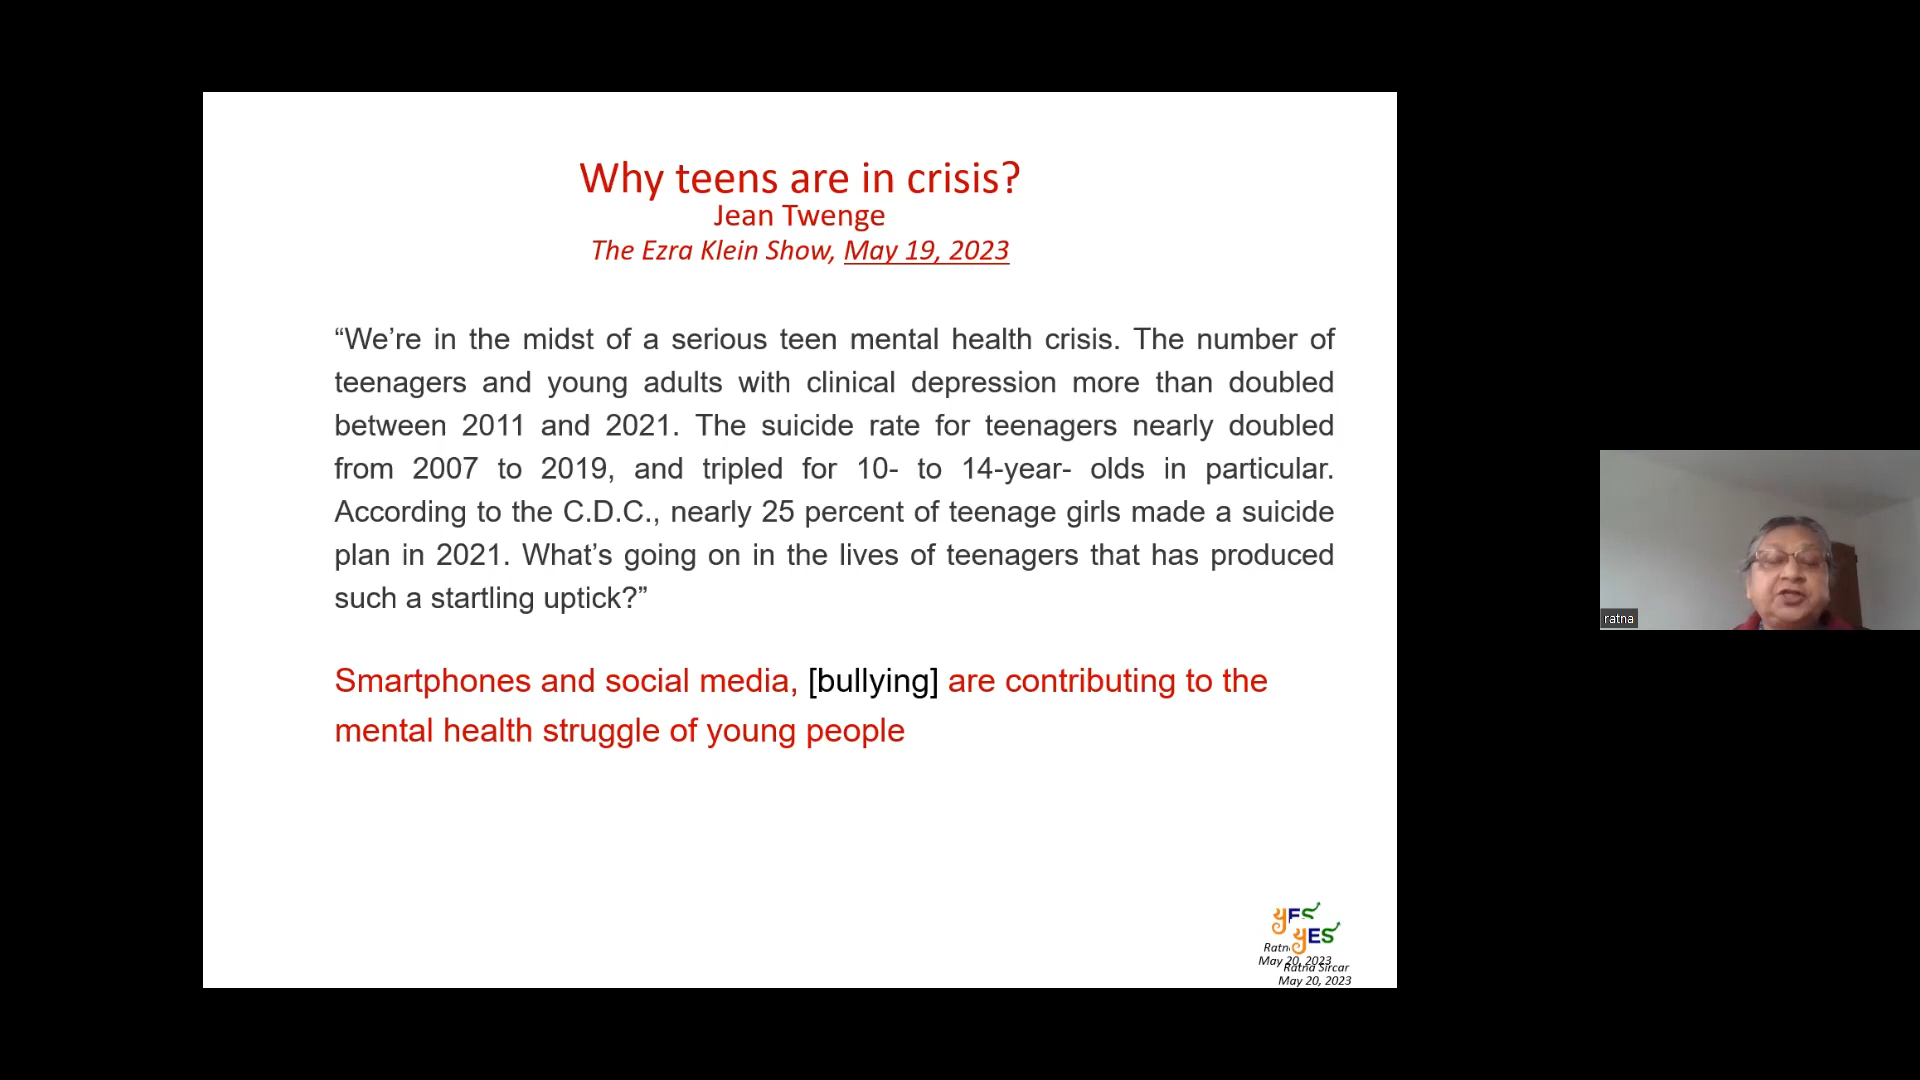 Why teens are in crisis?
Jean Twenge
The Ezra Klein Show, May 19, 2023
“We’re in the midst of a serious teen mental health crisis. The number of
teenagers and young adults with clinical depression more than doubled
between 2011 and 2021. The suicide rate for teenagers nearly doubled
from 2007 to 2019, and tripled for 10- to 14-year- olds in particular.
According to the C.D.C., nearly 25 percent of teenage girls made a suicide
plan in 2021. What’s going on in the lives of teenagers that has produced
such a startling uptick?”
Smartphones and social media, [bullying] are contributing to the
mental health struggle of young people
ratna
યES
Ratna Sircar
May 20, 2023
May 20, 2023